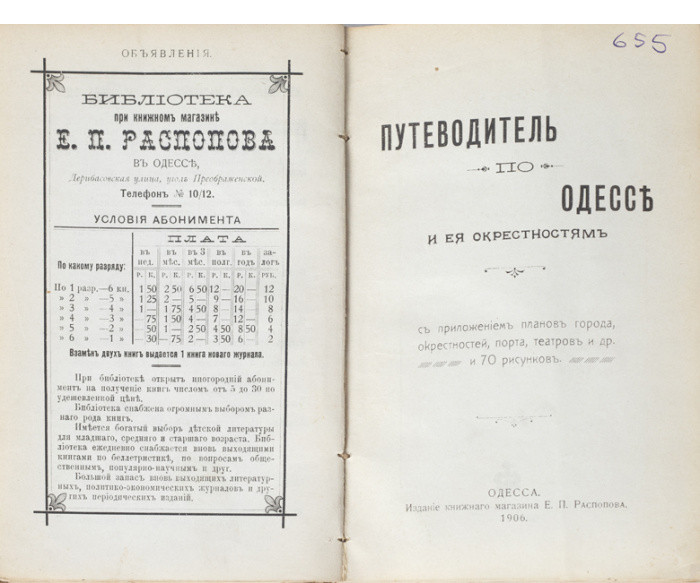 ОБЪЯВЛЕНІЯ.
БИБЛІОТЕКА
при книжномъ магазинѣ
Е. П. РАСПОПОВА
ВЪ ОДЕССѢ,
Дерибасовская улица, уголъ Преображенской.
Телефонъ № 10/12.
УСЛОВІЯ АБОНИМЕНТА
По какому разряду: ПЛАТА
въ нед. въ мѣс. въ 3 мѣс. въ полг. въ годъ за- логъ
Р. К. Р. К. Р. К. Р. К. Р. К. РУБ.
По 1 разр.—6 кн. 1 50 2 50 6 50 12 — 20 — 12
» 2 » —5 » 1 25 2 — 5 — 9 — 16 — 10
» 3 » —4 » 1 — 1 75 4 50 8 — 14 — 8
» 4 » —3 » — 75 1 50 4 — 7 — 12 — 6
» 5 » —2 » — 50 1 — 2 50 4 50 8 50 4
» 6 » —1 » — 30 — 75 2 — 3 50 6 — 2
Взамѣнъ двухъ книгъ выдается 1 книга новаго журнала.
При библіотекѣ открытъ иногородній абони-
ментъ на полученіе книгъ числомъ отъ 5 до 30 по
удешевленной цѣнѣ.
Библіотека снабжена огромнымъ выборомъ раз-
наго рода книгъ.
Имѣется богатый выборъ дѣтской литературы
для младшаго, средняго и старшаго возраста. Биб-
ліотека ежедневно снабжается вновь выходящими
книгами по беллетристикѣ, по вопросамъ обще-
ственнымъ, популярно-научнымъ и друг.
Большой запасъ вновь выходящихъ литератур-
ныхъ, политико-экономическихъ журналовъ и дру-
гихъ періодическихъ изданій.
655
ПУТЕВОДИТЕЛЬ
ПО
ОДЕССѢ
И ЕЯ ОКРЕСТНОСТЯМЪ
съ приложеніемъ плановъ города,
окрестностей, порта, театровъ и др.
и 70 рисунковъ.
ОДЕССА.
Изданіе книжнаго магазина Е. П. Распопова.
1906.